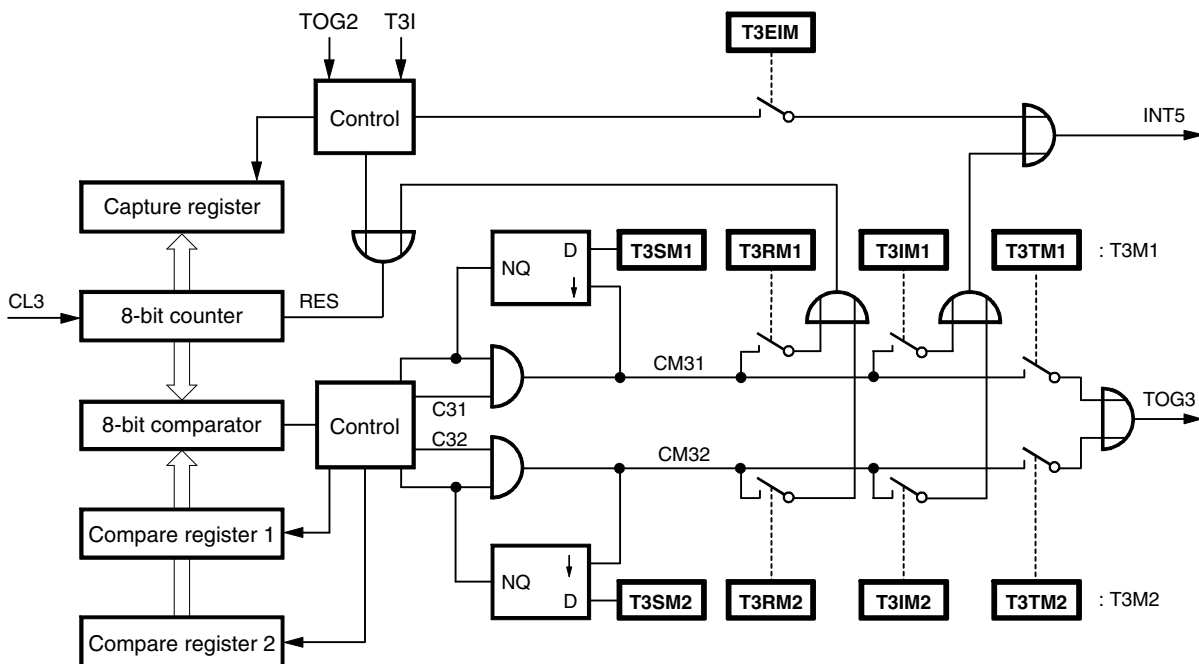 TOG2 T3I
T3EIM
Control
INT5
Capture register
D
T3SM1
T3RM1
T3IM1
T3TM1
: T3M1
NQ
CL3
8-bit counter
RES
CM31
C31
8-bit comparator
Control
TOG3
C32
CM32
Compare register 1
NQ
D
T3SM2
T3RM2
T3IM2
T3TM2
: T3M2
Compare register 2